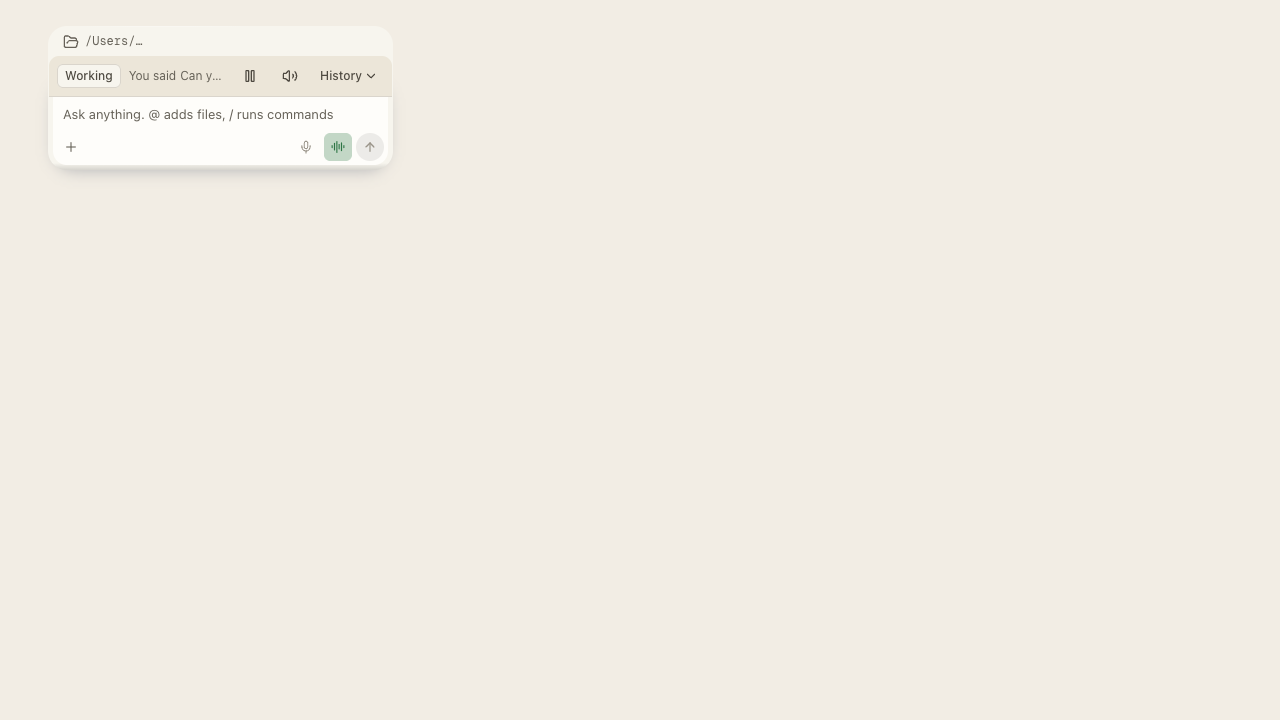 /Users/…
Working You said Can y… History
Ask anything. @ adds files, / runs commands